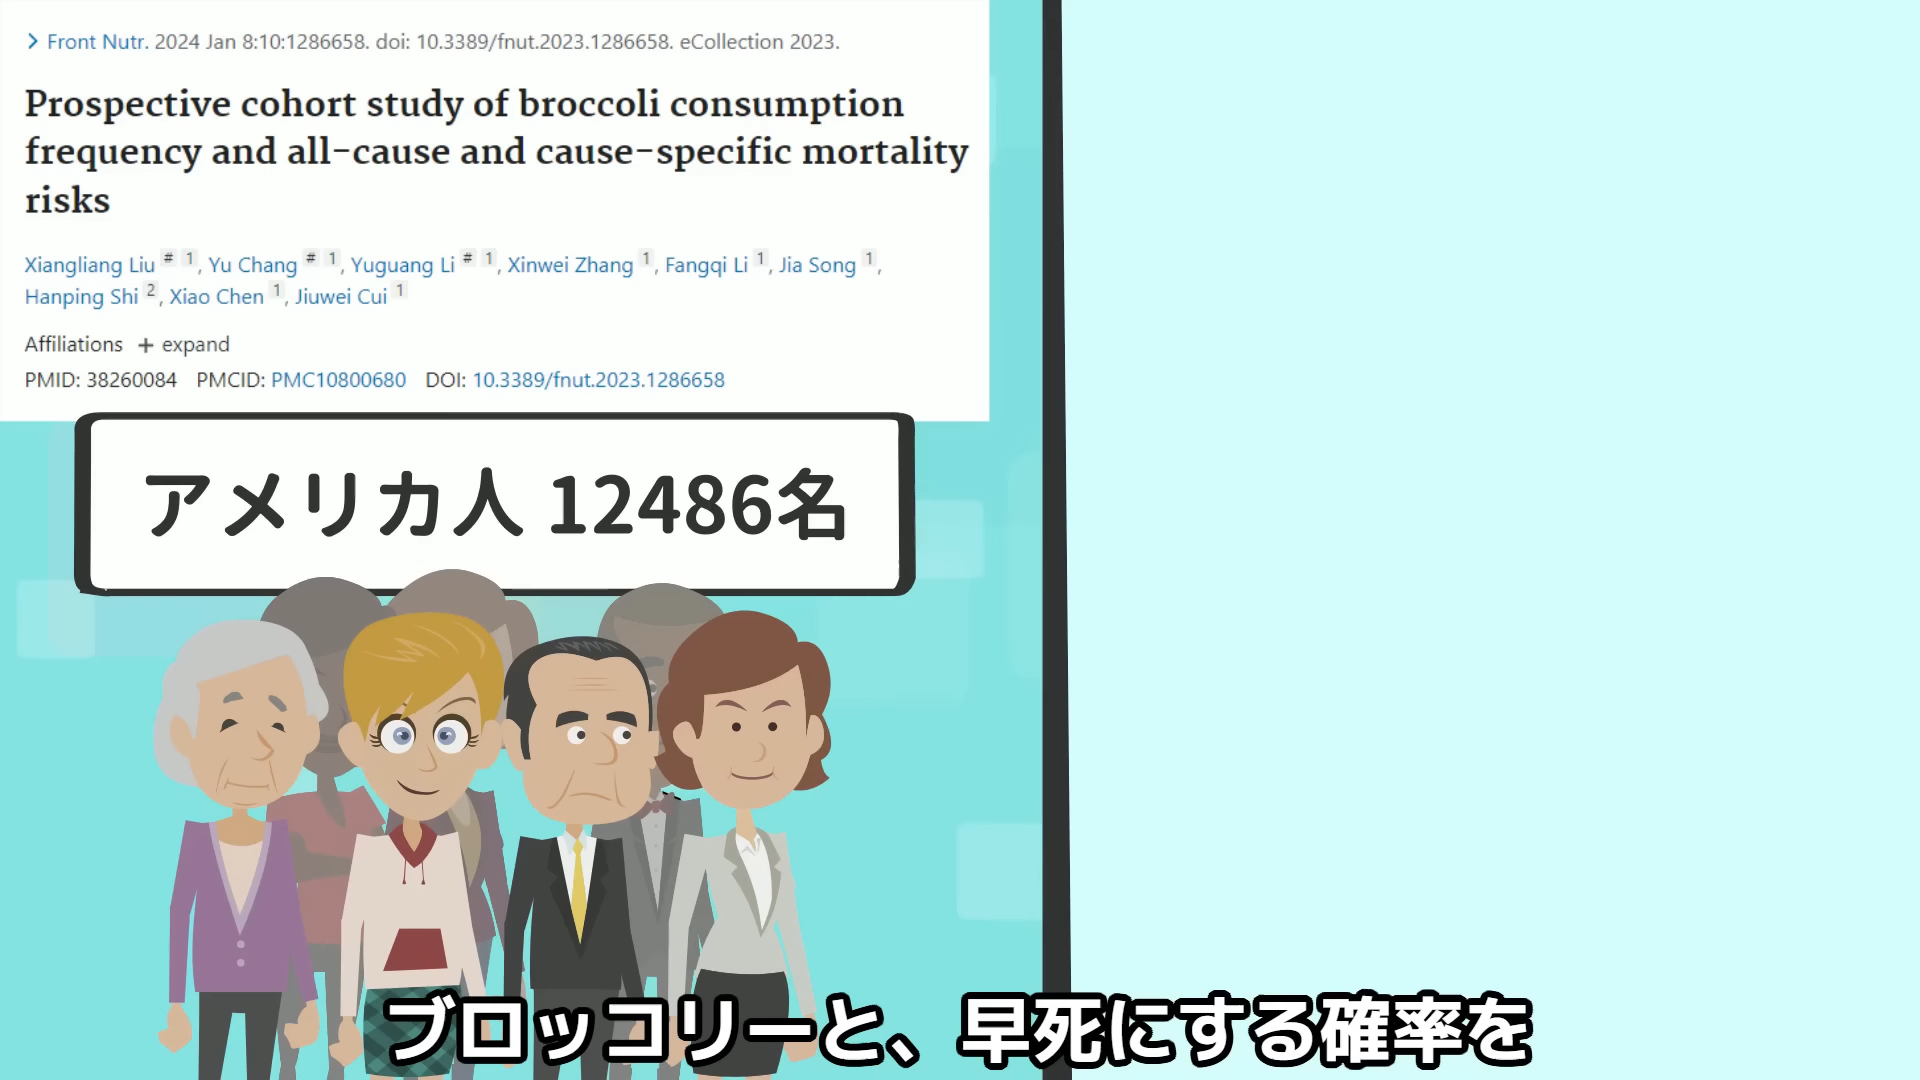 Front Nutr. 2024 Jan 8:10:1286658. doi: 10.3389/fnut.2023.1286658. eCollection 2023.
Prospective cohort study of broccoli consumption
frequency and all-cause and cause-specific mortality
risks
Xiangliang Liu # 1, Yu Chang # 1, Yuguang Li # 1, Xinwei Zhang 1, Fangqi Li 1, Jia Song 1,
Hanping Shi 2, Xiao Chen 1, Jiuwei Cui 1
Affiliations + expand
PMID: 38260084 PMCID: PMC10800680 DOI: 10.3389/fnut.2023.1286658
アメリカ人 12486名
ブロッコリーと、早死にする確率を